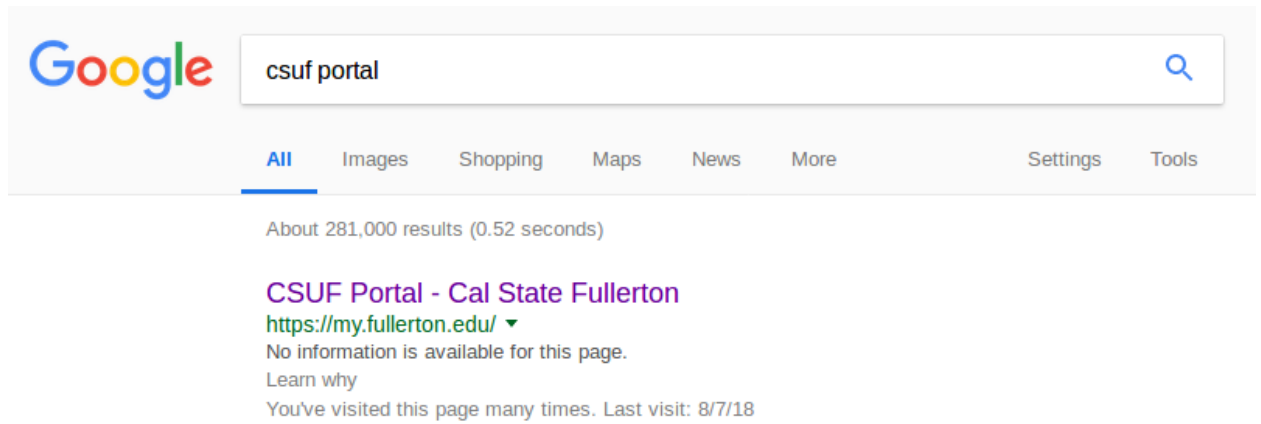 Google
csuf portal
All Images Shopping Maps News More Settings Tools
About 281,000 results (0.52 seconds)
CSUF Portal - Cal State Fullerton
https://my.fullerton.edu/
No information is available for this page.
Learn why
You've visited this page many times. Last visit: 8/7/18